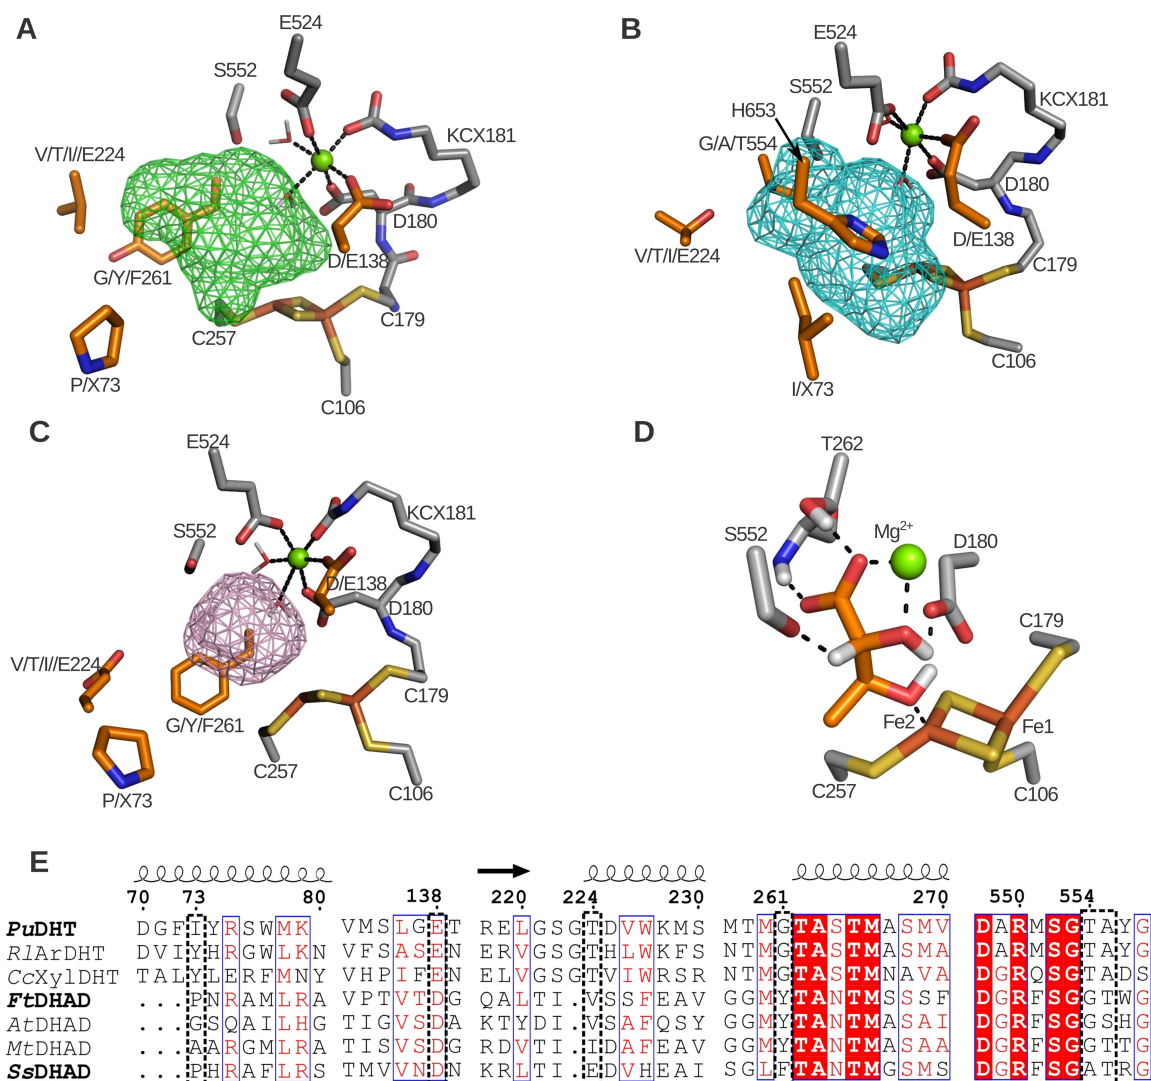 A
E524
S552
KCX181
V/T/I//E224
D180
D/E138
G/Y/F261
C179
C257
P/X73
C106
B
E524
S552
KCX181
H653
G/A/T554
D180
D/E138
V/T/I/E224
C179
C106
I/X73
C
E524
KCX181
S552
D/E138
D180
V/T/I//E224
C179
G/Y/F261
C257
C106
P/X73
D
T262
S552
Mg²⁺
D180
C179
Fe2
Fe1
C257
C106
E
70 73 80 138 220 224 230 261 270 550 554
PuDHT DGFIYRSWMK VMSLGET RELGSGTDVWKMS MTMGTASTMASMV DARMSGTAYG
RlArDHT DVIYHRGWLKN VFSASEN ERVGSGTHLWKFS NTMGTASTMASMV DGRMSGTAYG
CcXylDHT TALYLERFMNY VHPIFEN ELVGSGTVIWRSR NTMGTASTMNAVA DGRQSGTADS
FtDHAD ...PNRAMLRA VPTVTDG QALTI.VSSFEAV GGMYTANTMSSSF DGRFSGGTWG
AtDHAD ...GSQAILHG TIGVSDA KTYDI.VSAFQSY GGMYTANTMASAI DGRFSGGSHG
MtDHAD ...AARGMLRA TISVSDG RDVTI.IDAFEAV GGMYTANTMASAA DGRFSGGTTG
SsDHAD ...PHRAFLRS TMVVNDN KRLTI.EDVHEAI SGLFTANTMASMS DGRFSGATRG